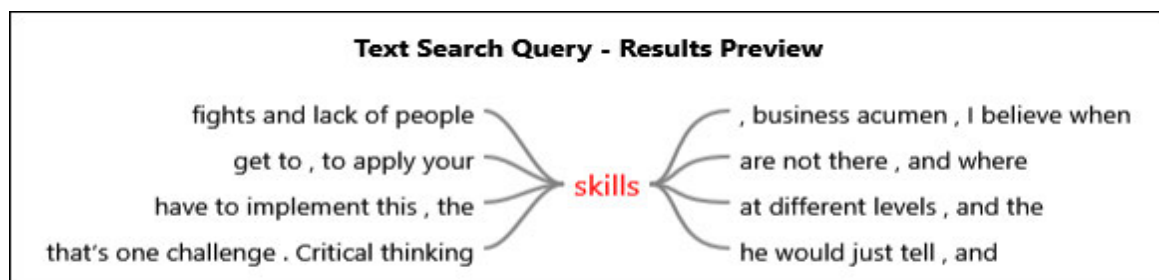 Text Search Query - Results Preview
fights and lack of people
get to , to apply your
have to implement this , the
that's one challenge . Critical thinking
skills
, business acumen , I believe when
are not there , and where
at different levels , and the
he would just tell , and